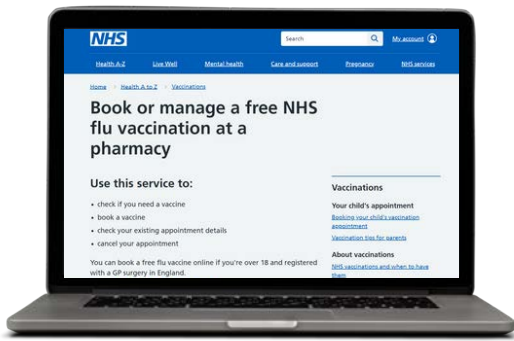 NHS
Search
My account
Health A-Z Live Well Mental health Care and support Pregnancy NHS services
Home Health A to Z Vaccinations
Book or manage a free NHS
flu vaccination at a
pharmacy
Use this service to:
• check if you need a vaccine
• book a vaccine
• check your existing appointment details
• cancel your appointment
You can book a free flu vaccine online if you're over 18 and registered
with a GP surgery in England.
Vaccinations
Your child's appointment
Booking your child's vaccination
appointment
Vaccination tips for parents
About vaccinations
NHS vaccinations and when to have
them